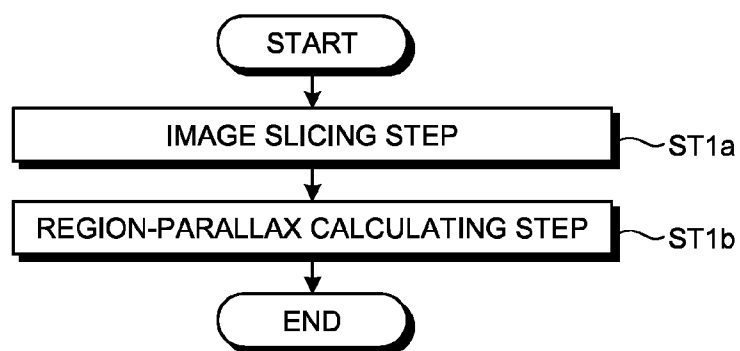 START
IMAGE SLICING STEP
ST1a
REGION-PARALLAX CALCULATING STEP
ST1b
END